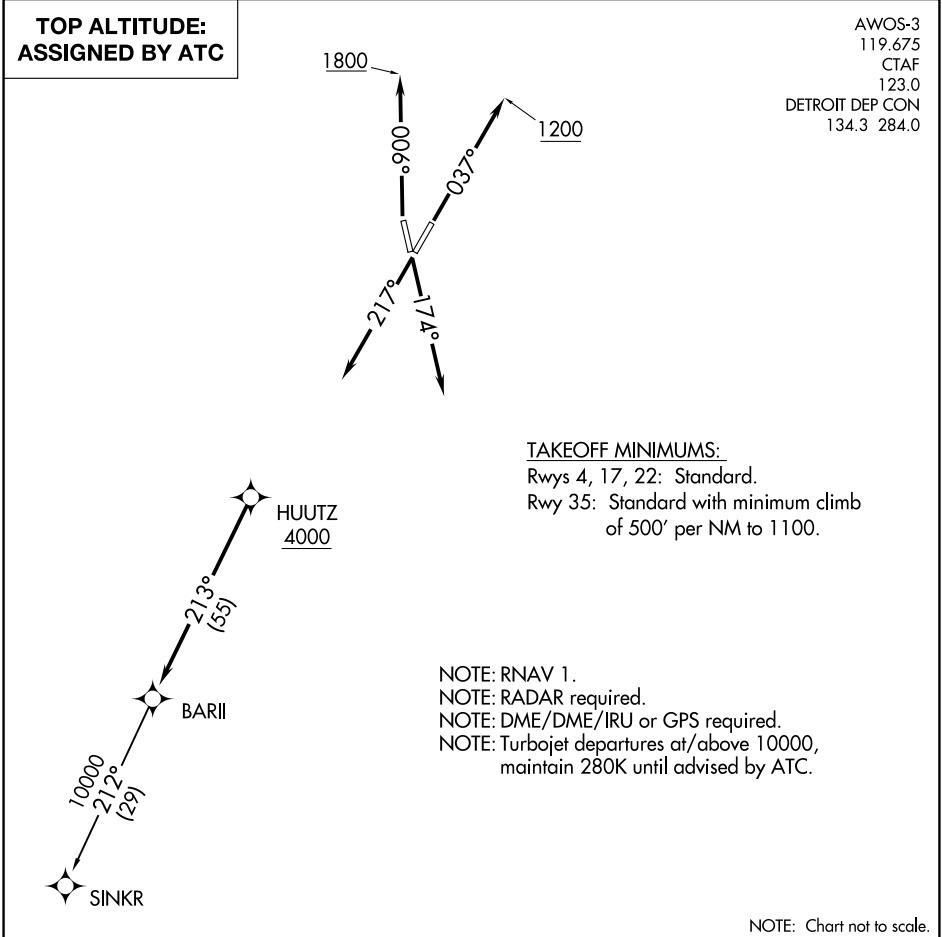 TOP ALTITUDE:
ASSIGNED BY ATC
AWOS-3
119.675
CTAF
123.0
DETROIT DEP CON
134.3 284.0
1800
1200
006°
037°
217°
174°
TAKEOFF MINIMUMS:
Rwys 4, 17, 22: Standard.
Rwy 35: Standard with minimum climb
of 500' per NM to 1100.
HUUTZ
4000
213°
(55)
BARII
NOTE: RNAV 1.
NOTE: RADAR required.
NOTE: DME/DME/IRU or GPS required.
NOTE: Turbojet departures at/above 10000,
maintain 280K until advised by ATC.
10000
212°
(29)
SINKR
NOTE: Chart not to scale.